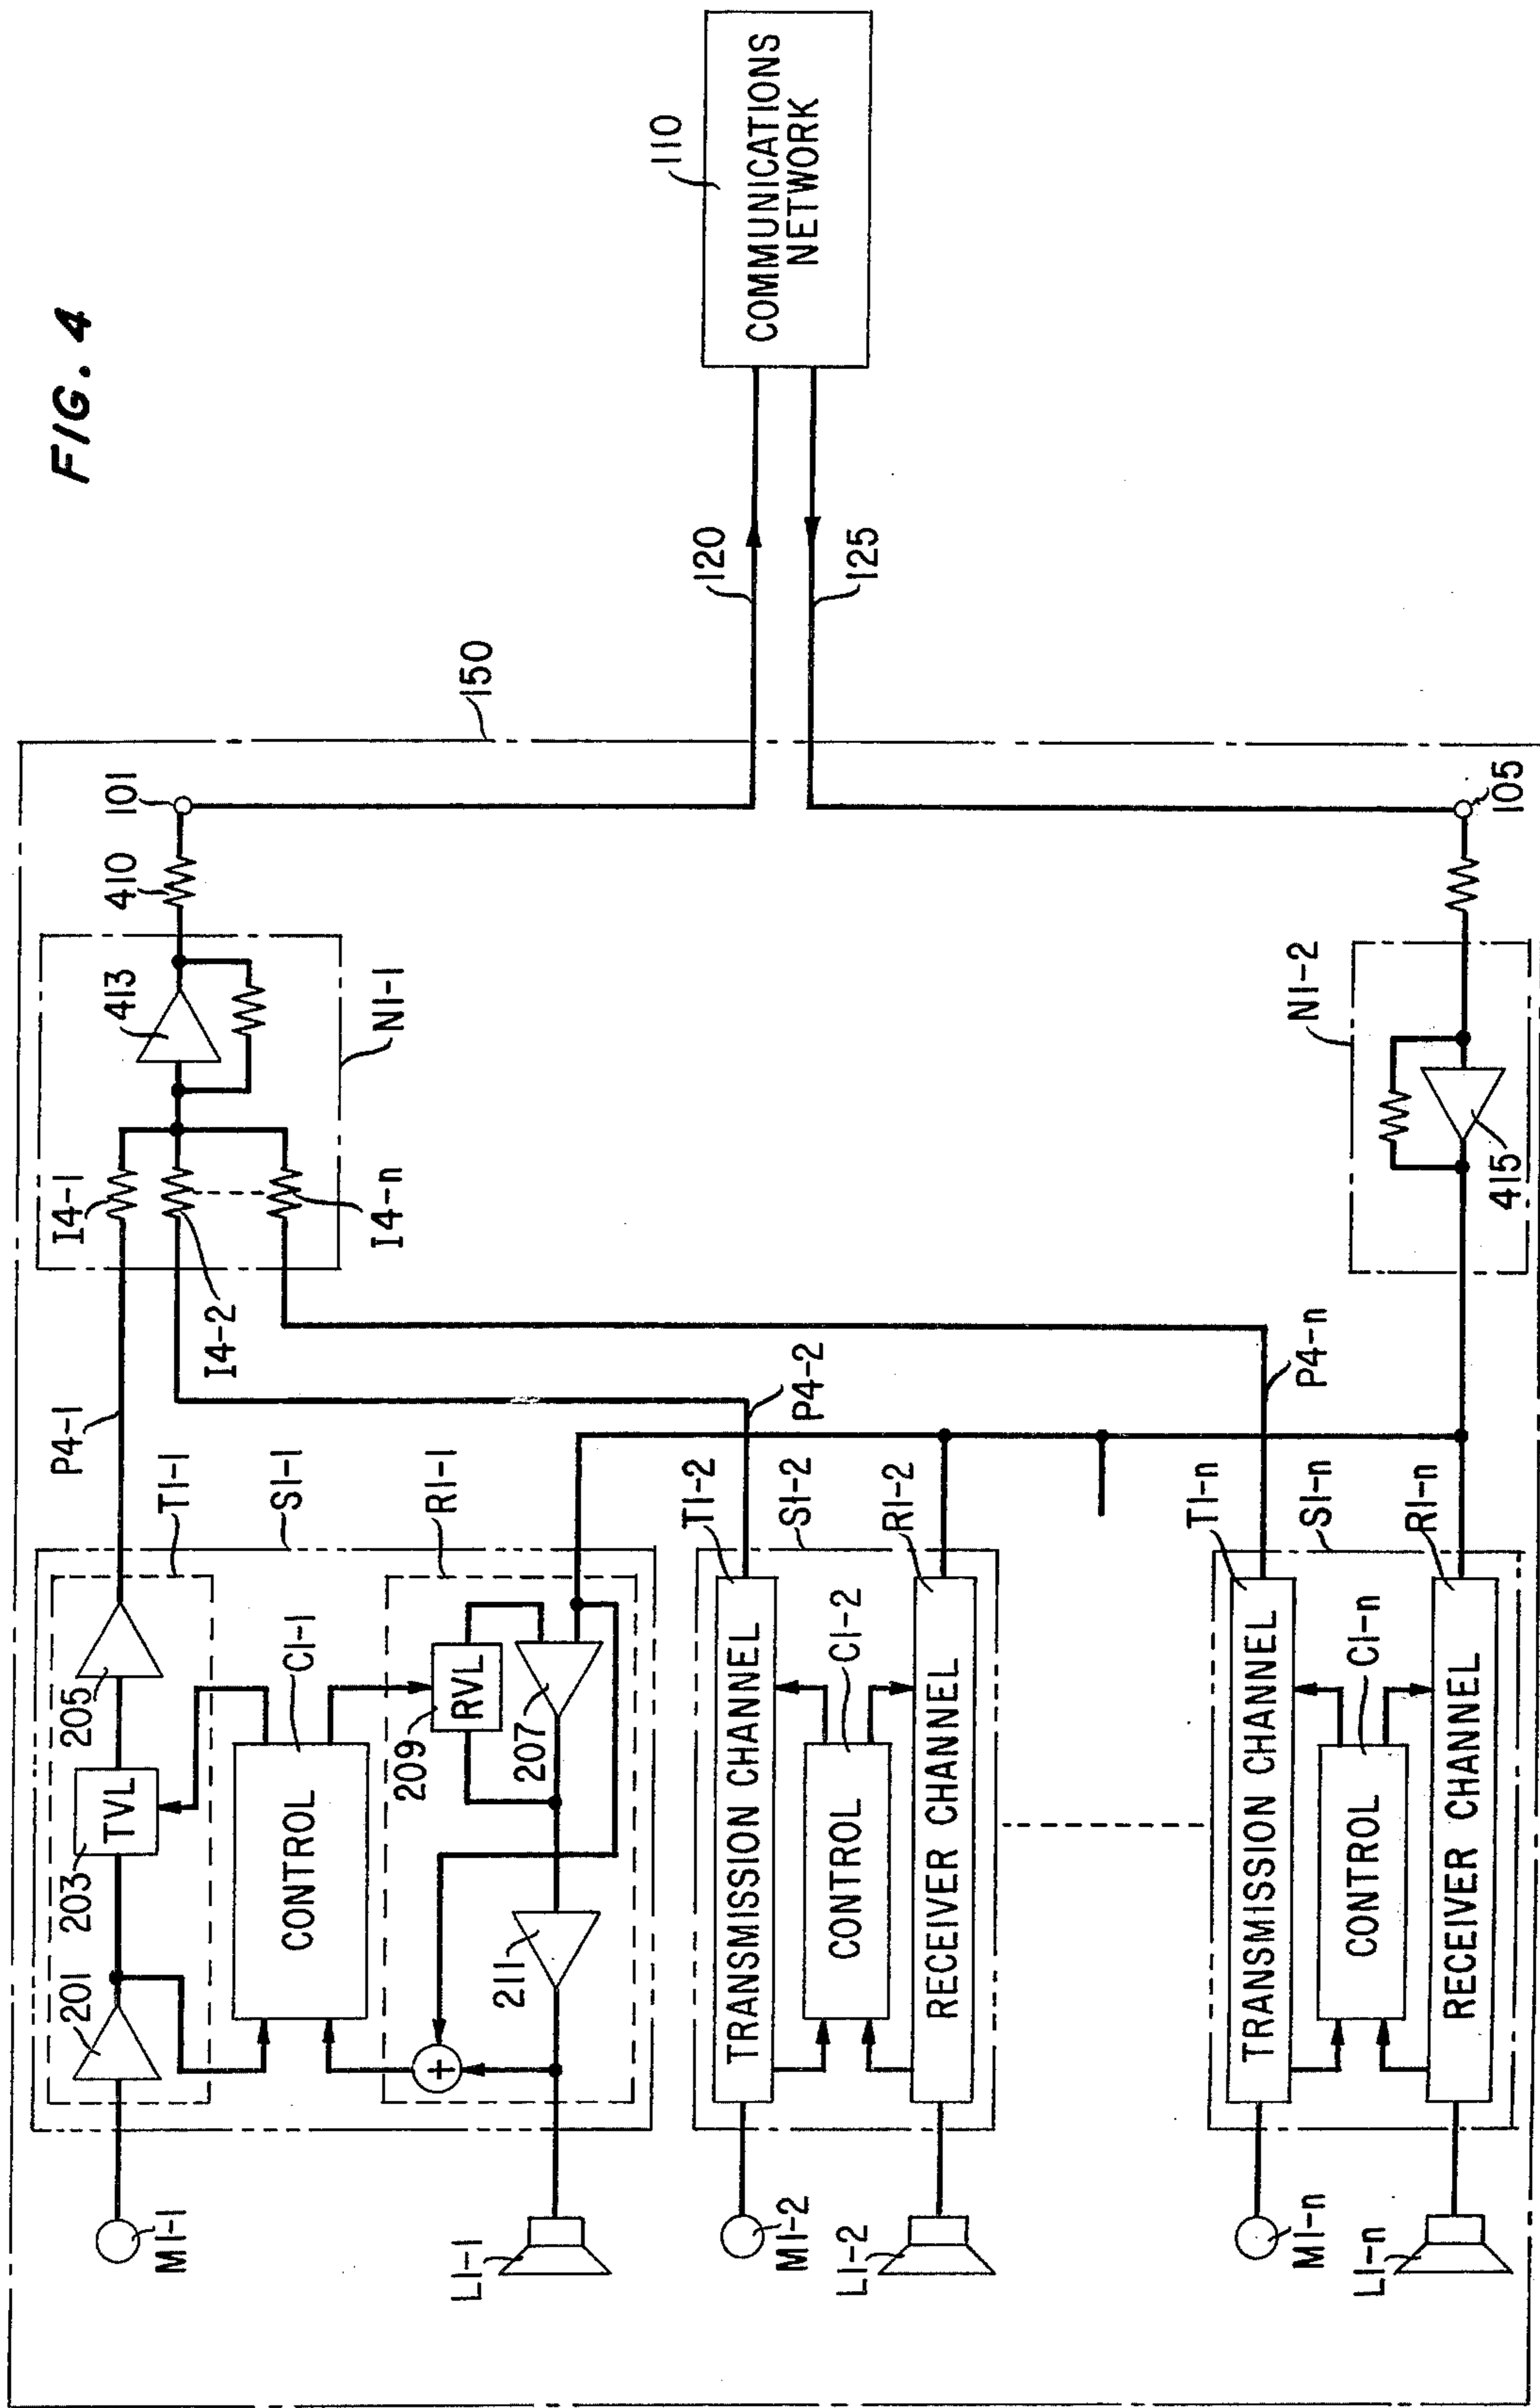 FIG. 4
M1-1
201
203
TVL
205
T1-1
P4-1
I4-1
I4-2
I4-n
413
N1-1
410
101
150
S1-1
CONTROL
C1-1
R1-1
209
RVL
207
211
+
L1-1
120
125
110
COMMUNICATIONS
NETWORK
M1-2
TRANSMISSION CHANNEL
T1-2
P4-2
S1-2
CONTROL
C1-2
RECEIVER CHANNEL
R1-2
L1-2
M1-n
TRANSMISSION CHANNEL
T1-n
P4-n
S1-n
CONTROL
C1-n
RECEIVER CHANNEL
R1-n
L1-n
N1-2
415
105